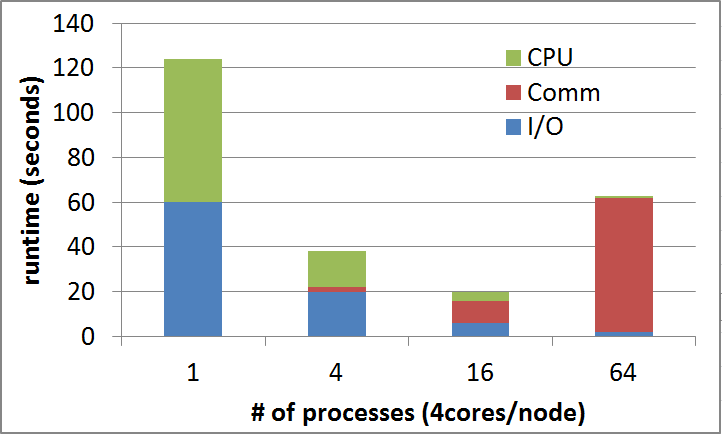 140
120
100
80
60
40
20
0
runtime (seconds)
CPU
Comm
I/O
1 4 16 64
# of processes (4cores/node)